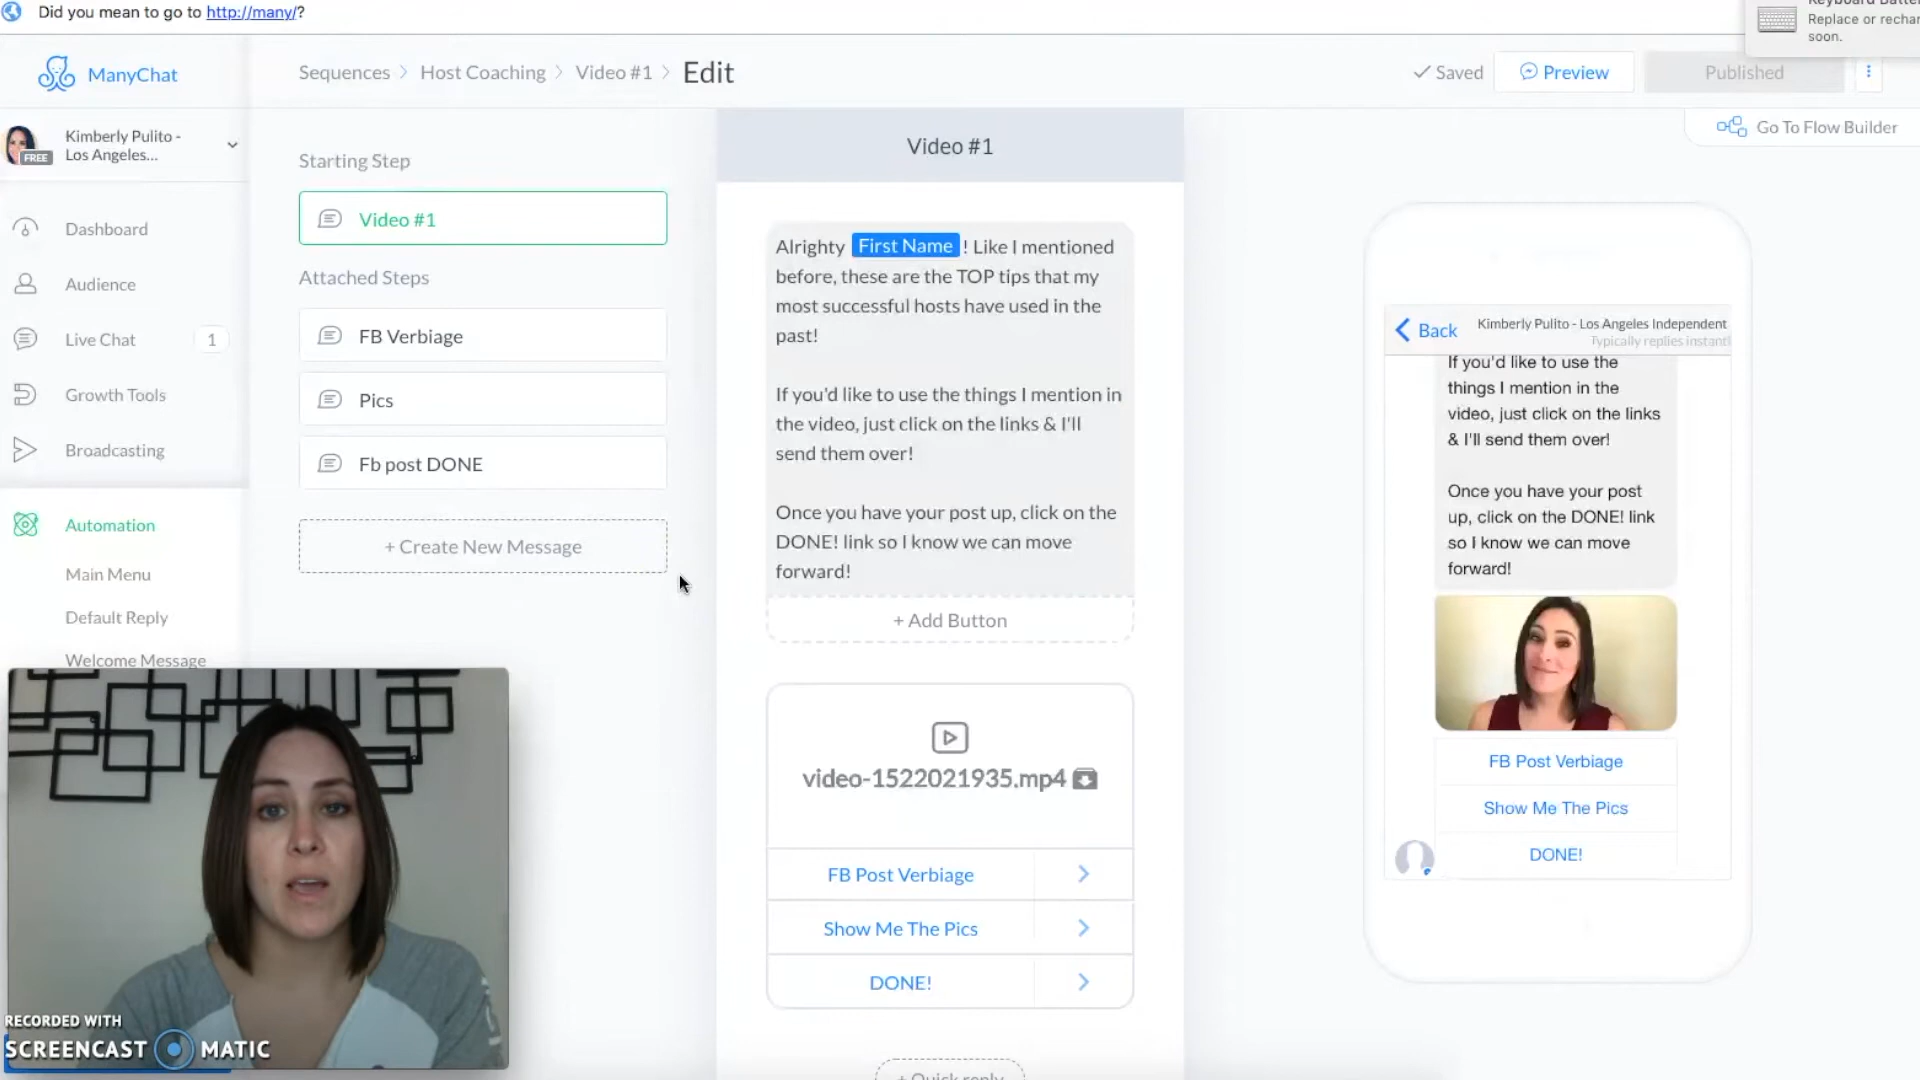 Did you mean to go to http://many/?
Keyboard
Replace or
soon.
ManyChat
Sequences > Host Coaching > Video #1 > Edit
Saved
Preview
Published
Go To Flow Builder
Kimberly Pulito -
Los Angeles...
FREE
Dashboard
Audience
Live Chat 1
Growth Tools
Broadcasting
Automation
Main Menu
Default Reply
Welcome Message
Starting Step
Video #1
Attached Steps
FB Verbiage
Pics
Fb post DONE
+ Create New Message
Video #1
Alrighty First Name ! Like I mentioned
before, these are the TOP tips that my
most successful hosts have used in the
past!
If you'd like to use the things I mention in
the video, just click on the links & I'll
send them over!
Once you have your post up, click on the
DONE! link so I know we can move
forward!
+ Add Button
video-1522021935.mp4
FB Post Verbiage
Show Me The Pics
DONE!
+ Quick reply
Back
Kimberly Pulito - Los Angeles Independent
Typically replies
If you'd like to use the
things I mention in the
video, just click on the links
& I'll send them over!
Once you have your post
up, click on the DONE! link
so I know we can move
forward!
FB Post Verbiage
Show Me The Pics
DONE!
RECORDED WITH
SCREENCAST MATIC